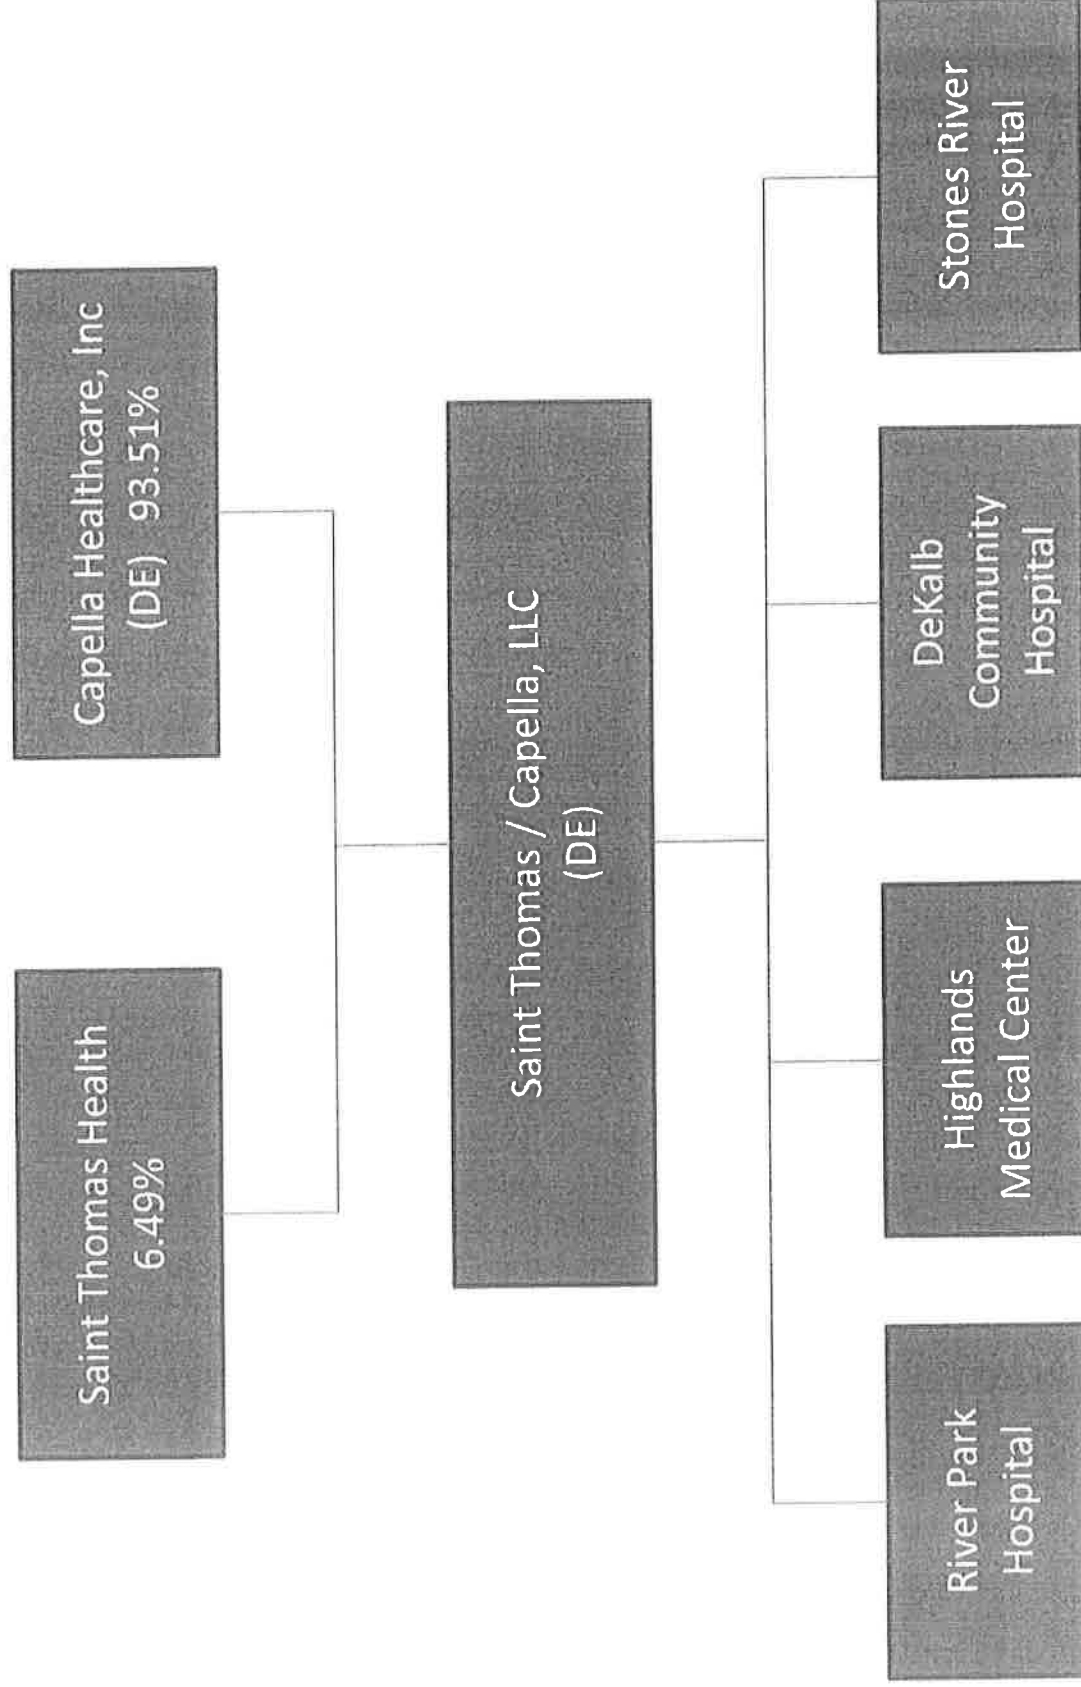 Saint Thomas Health
6.49%
Capella Healthcare, Inc
(DE) 93.51%
Saint Thomas / Capella, LLC
(DE)
River Park
Hospital
Highlands
Medical Center
DeKalb
Community
Hospital
Stones River
Hospital